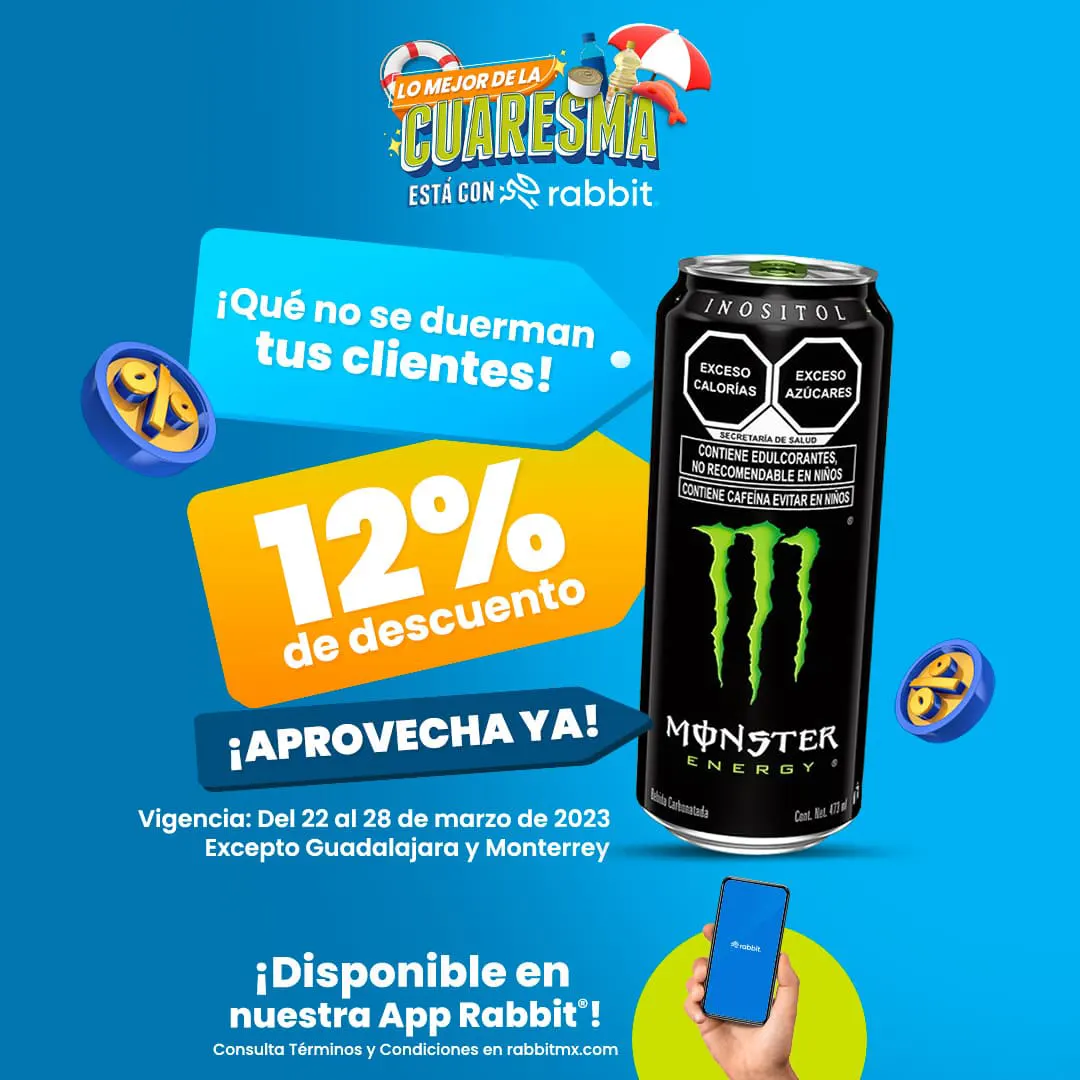 LO MEJOR DE LA
CUARESMA
ESTÁ CON rabbit
¡Qué no se duerman
tus clientes!
12%
de descuento
¡APROVECHA YA!
Vigencia: Del 22 al 28 de marzo de 2023
Excepto Guadalajara y Monterrey
INOSITOL
EXCESO
CALORÍAS
EXCESO
AZÚCARES
SECRETARÍA DE SALUD
CONTIENE EDULCORANTES,
NO RECOMENDABLE EN NIÑOS
CONTIENE CAFEÍNA EVITAR EN NIÑOS
MONSTER
ENERGY
Bebida Carbonatada
Cont. Net. 473 ml
¡Disponible en
nuestra App Rabbit®!
Consulta Términos y Condiciones en rabbitmx.com
rabbit